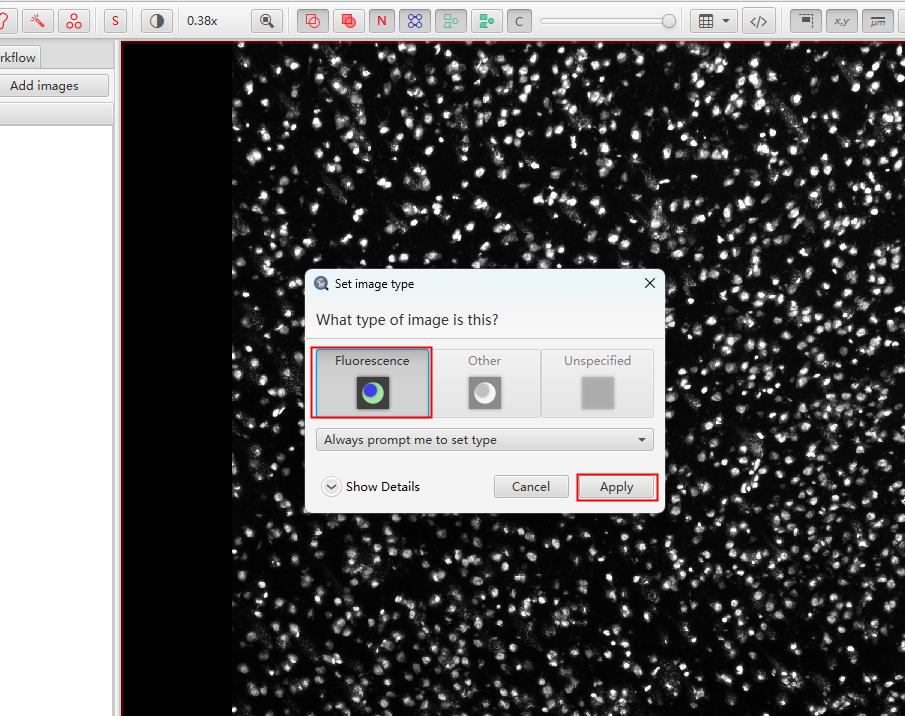 S
0.38x
N
C
</>
x,y
μm
rkflow
Add images
Set image type
What type of image is this?
Fluorescence
Other
Unspecified
Always prompt me to set type
Show Details
Cancel
Apply